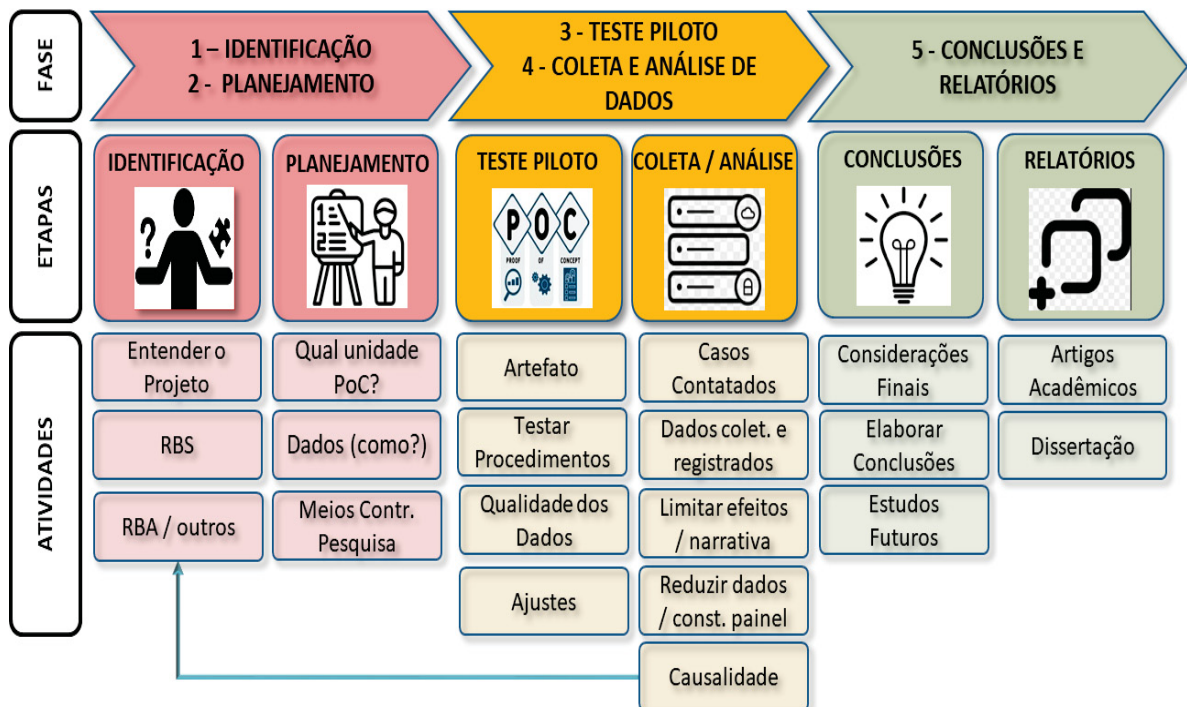 FASE
1 – IDENTIFICAÇÃO
2 - PLANEJAMENTO
3 - TESTE PILOTO
4 - COLETA E ANÁLISE DE
DADOS
5 - CONCLUSÕES E
RELATÓRIOS
ETAPAS
IDENTIFICAÇÃO
?
PLANEJAMENTO
1
2
TESTE PILOTO
P O C
PROOF OF CONCEPT
COLETA / ANÁLISE
CONCLUSÕES
RELATÓRIOS
ATIVIDADES
Entender o
Projeto
RBS
RBA / outros
Qual unidade
PoC?
Dados (como?)
Meios Contr.
Pesquisa
Artefato
Testar
Procedimentos
Qualidade dos
Dados
Ajustes
Casos
Contatados
Dados colet. e
registrados
Limitar efeitos
/ narrativa
Reduzir dados
/ const. painel
Causalidade
Considerações
Finais
Elaborar
Conclusões
Estudos
Futuros
Artigos
Acadêmicos
Dissertação